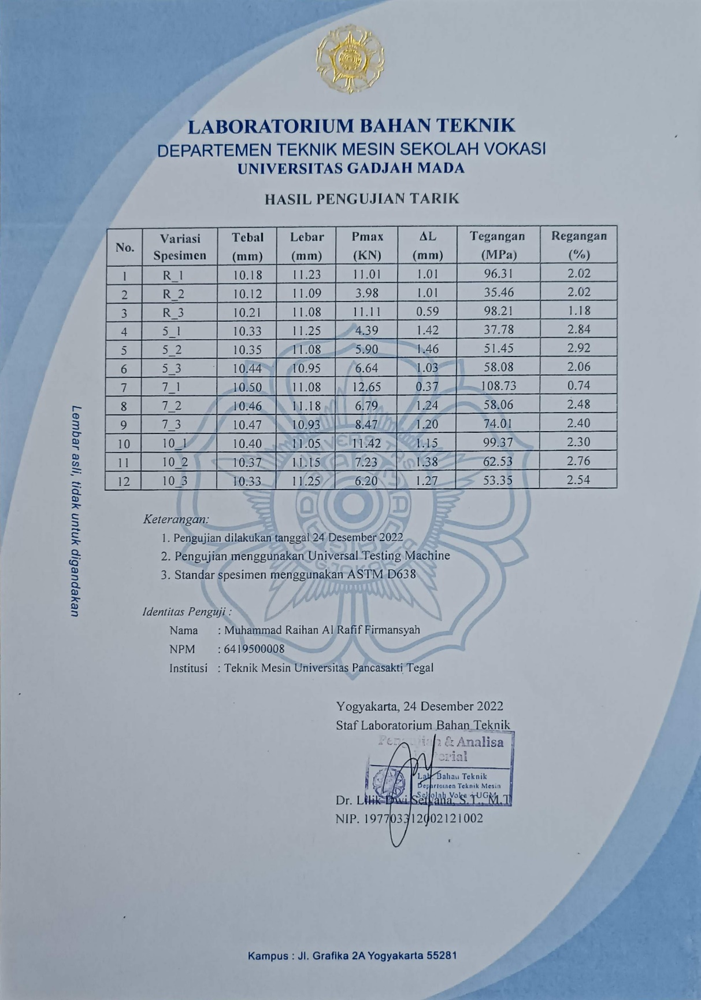 LABORATORIUM BAHAN TEKNIK
DEPARTEMEN TEKNIK MESIN SEKOLAH VOKASI
UNIVERSITAS GADJAH MADA
HASIL PENGUJIAN TARIK
No. Variasi Spesimen Tebal (mm) Lebar (mm) Pmax (KN) ΔL (mm) Tegangan (MPa) Regangan (%)
1 R_1 10.18 11.23 11.01 1.01 96.31 2.02
2 R_2 10.12 11.09 3.98 1.01 35.46 2.02
3 R_3 10.21 11.08 11.11 0.59 98.21 1.18
4 5_1 10.33 11.25 4.39 1.42 37.78 2.84
5 5_2 10.35 11.08 5.90 1.46 51.45 2.92
6 5_3 10.44 10.95 6.64 1.03 58.08 2.06
7 7_1 10.50 11.08 12.65 0.37 108.73 0.74
8 7_2 10.46 11.18 6.79 1.24 58.06 2.48
9 7_3 10.47 10.93 8.47 1.20 74.01 2.40
10 10_1 10.40 11.05 11.42 1.15 99.37 2.30
11 10_2 10.37 11.15 7.23 1.38 62.53 2.76
12 10_3 10.33 11.25 6.20 1.27 53.35 2.54
Lembar asli, tidak untuk digandakan
Keterangan:
1. Pengujian dilakukan tanggal 24 Desember 2022
2. Pengujian menggunakan Universal Testing Machine
3. Standar spesimen menggunakan ASTM D638
Identitas Penguji :
Nama : Muhammad Raihan Al Rafif Firmansyah
NPM : 6419500008
Institusi : Teknik Mesin Universitas Pancasakti Tegal
Yogyakarta, 24 Desember 2022
Staf Laboratorium Bahan Teknik
& Analisa
Lab. Bahan Teknik
Departemen Teknik Mesin
Sekolah Vokasi UGM
Dr. Lilik Dwi Setyana, S.T., M.T
NIP. 197703312002121002
Kampus : Jl. Grafika 2A Yogyakarta 55281